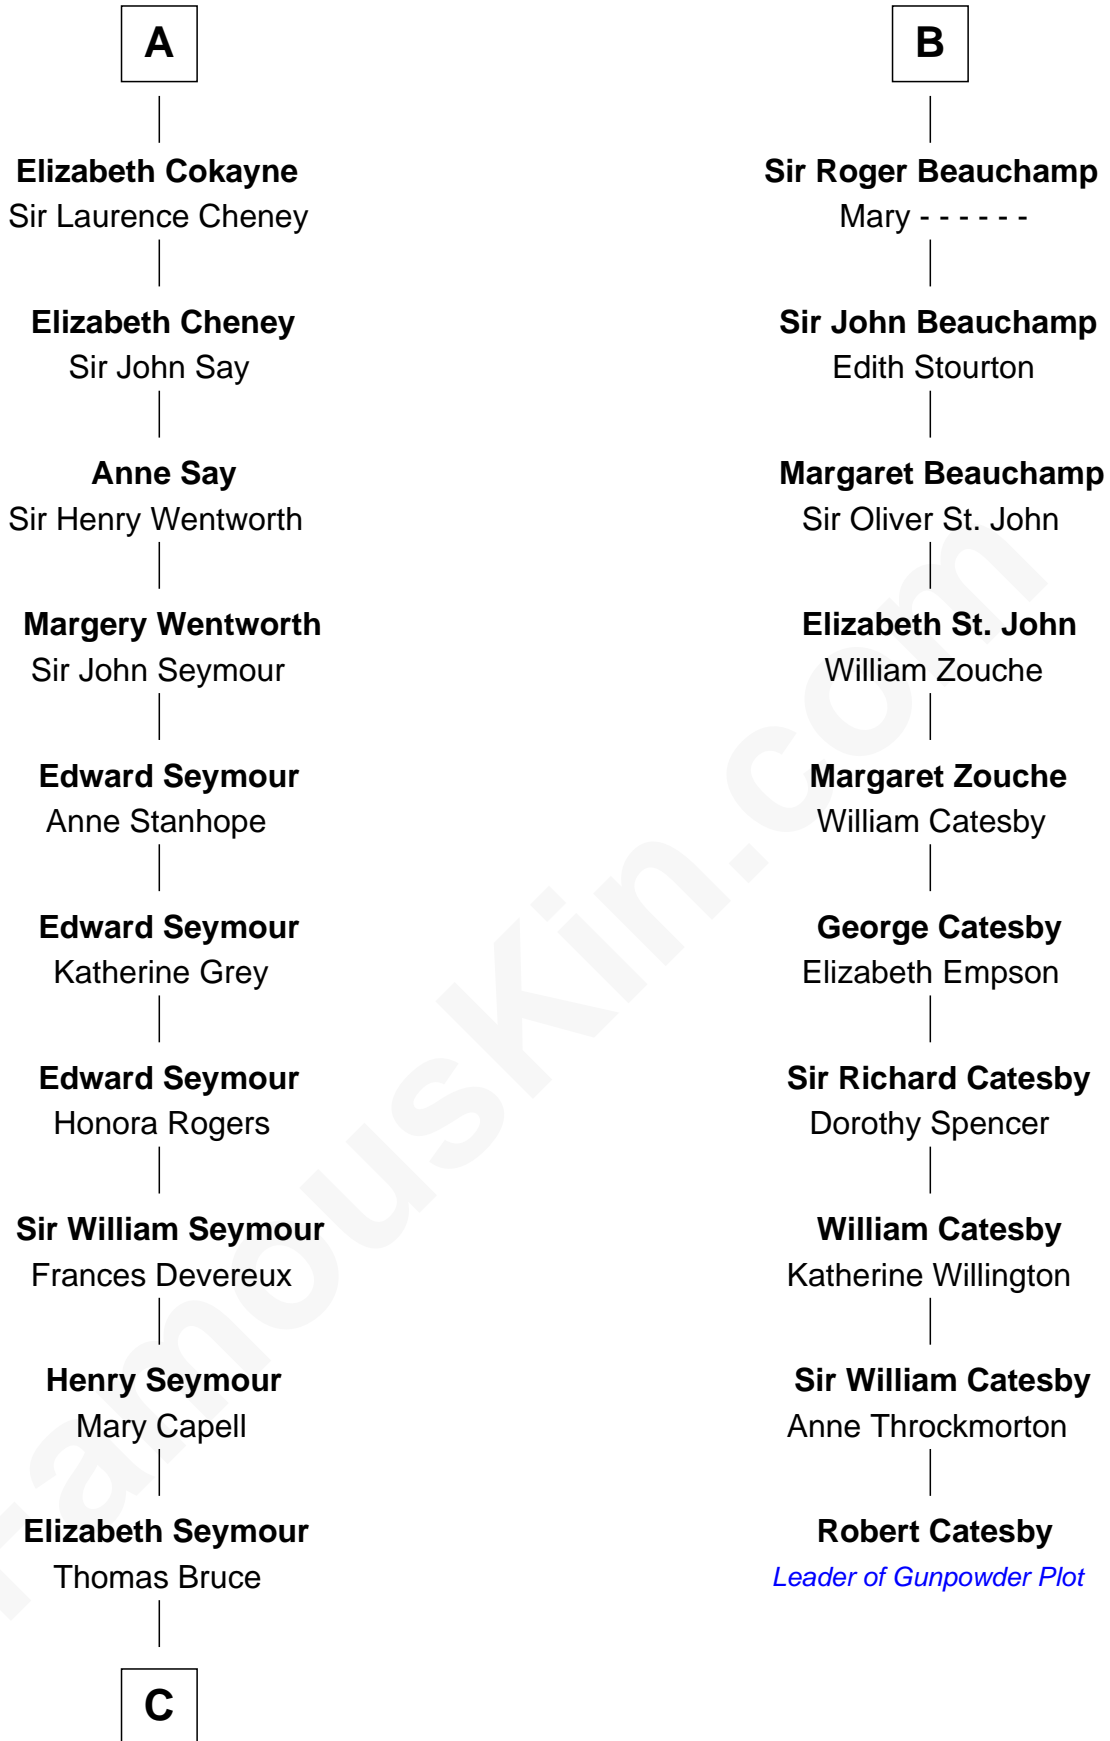 A
Elizabeth Cokayne
Sir Laurence Cheney
Elizabeth Cheney
Sir John Say
Anne Say
Sir Henry Wentworth
Margery Wentworth
Sir John Seymour
Edward Seymour
Anne Stanhope
Edward Seymour
Katherine Grey
Edward Seymour
Honora Rogers
Sir William Seymour
Frances Devereux
Henry Seymour
Mary Capell
Elizabeth Seymour
Thomas Bruce
C
B
Sir Roger Beauchamp
Mary - - - - - -
Sir John Beauchamp
Edith Stourton
Margaret Beauchamp
Sir Oliver St. John
Elizabeth St. John
William Zouche
Margaret Zouche
William Catesby
George Catesby
Elizabeth Empson
Sir Richard Catesby
Dorothy Spencer
William Catesby
Katherine Willington
Sir William Catesby
Anne Throckmorton
Robert Catesby
Leader of Gunpowder Plot
FamousKin.com